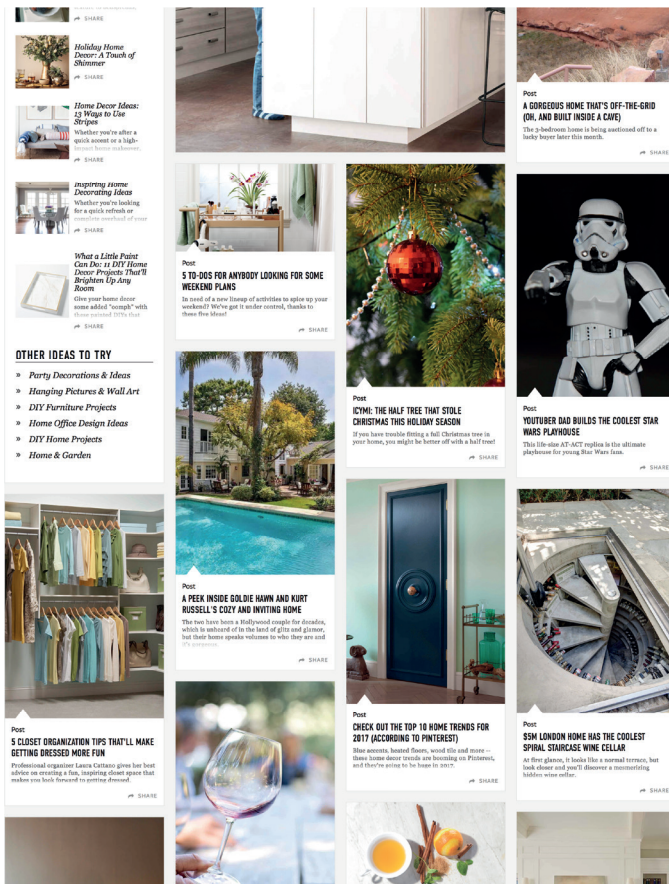 SHARE
Holiday Home
Decor: A Touch of
Shimmer
SHARE
Home Decor Ideas:
13 Ways to Use
Stripes
Whether you're after a
quick accent or a high-
impact home makeover,
SHARE
Inspiring Home
Decorating Ideas
Whether you're looking
for a quick refresh or
complete overhaul of your
SHARE
What a Little Paint
Can Do: 11 DIY Home
Decor Projects That'll
Brighten Up Any
Room
Give your home decor
some added "oomph" with
these painted DIYs that
SHARE
OTHER IDEAS TO TRY
» Party Decorations & Ideas
» Hanging Pictures & Wall Art
» DIY Furniture Projects
» Home Office Design Ideas
» DIY Home Projects
» Home & Garden
Post
5 CLOSET ORGANIZATION TIPS THAT'LL MAKE
GETTING DRESSED MORE FUN
Professional organizer Laura Cattano gives her best
advice on creating a fun, inspiring closet space that
makes you look forward to getting dressed.
SHARE
Post
5 TO-DOS FOR ANYBODY LOOKING FOR SOME
WEEKEND PLANS
In need of a new lineup of activities to spice up your
weekend? We've got it under control, thanks to
these five ideas!
SHARE
Post
A PEEK INSIDE GOLDIE HAWN AND KURT
RUSSELL'S COZY AND INVITING HOME
The two have been a Hollywood couple for decades,
which is unheard of in the land of glitz and glamor,
but their home speaks volumes to who they are and
it's gorgeous.
SHARE
Post
ICYMI: THE HALF TREE THAT STOLE
CHRISTMAS THIS HOLIDAY SEASON
If you have trouble fitting a full Christmas tree in
your home, you might be better off with a half tree!
SHARE
Post
CHECK OUT THE TOP 10 HOME TRENDS FOR
2017 (ACCORDING TO PINTEREST)
Blue accents, heated floors, wood tile and more –
these home decor trends are booming on Pinterest,
and they're going to be huge in 2017.
SHARE
Post
A GORGEOUS HOME THAT'S OFF-THE-GRID
(OH, AND BUILT INSIDE A CAVE)
The 3-bedroom home is being auctioned off to a
lucky buyer later this month.
SHARE
Post
YOUTUBER DAD BUILDS THE COOLEST STAR
WARS PLAYHOUSE
This life-size AT-ACT replica is the ultimate
playhouse for young Star Wars fans.
SHARE
Post
$5M LONDON HOME HAS THE COOLEST
SPIRAL STAIRCASE WINE CELLAR
At first glance, it looks like a normal terrace, but
look closer and you'll discover a mesmerizing
hidden wine cellar.
SHARE